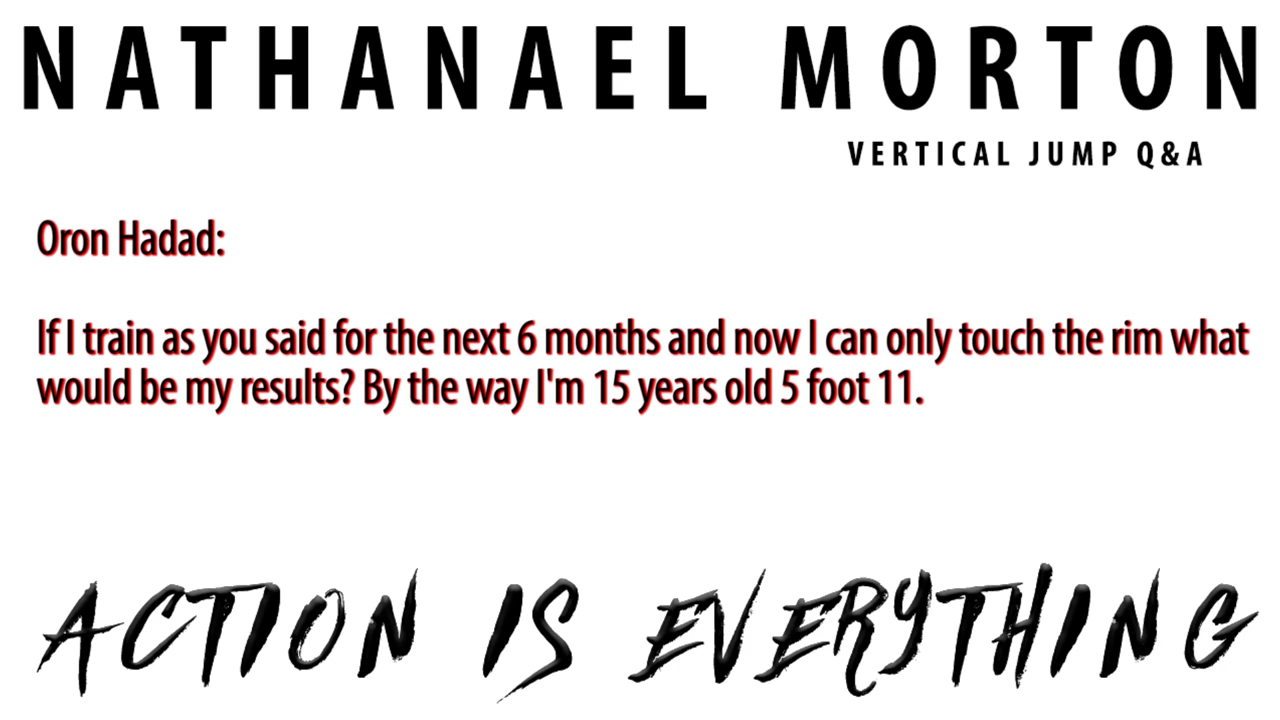 NATHANAEL MORTON
VERTICAL JUMP Q&A
Oron Hadad:
If I train as you said for the next 6 months and now I can only touch the rim what
would be my results? By the way I'm 15 years old 5 foot 11.
ACTION IS EVERYTHING